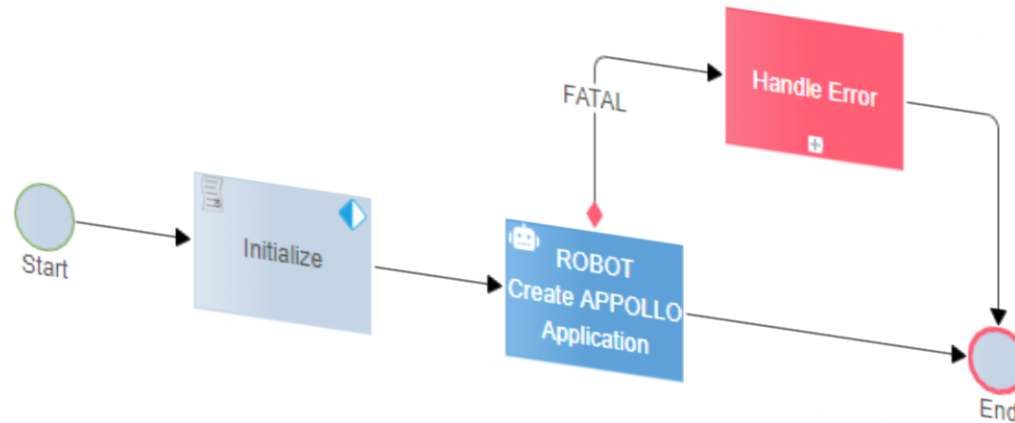 Handle Error
FATAL
Start
Initialize
ROBOT
Create APPOLLO
Application
End